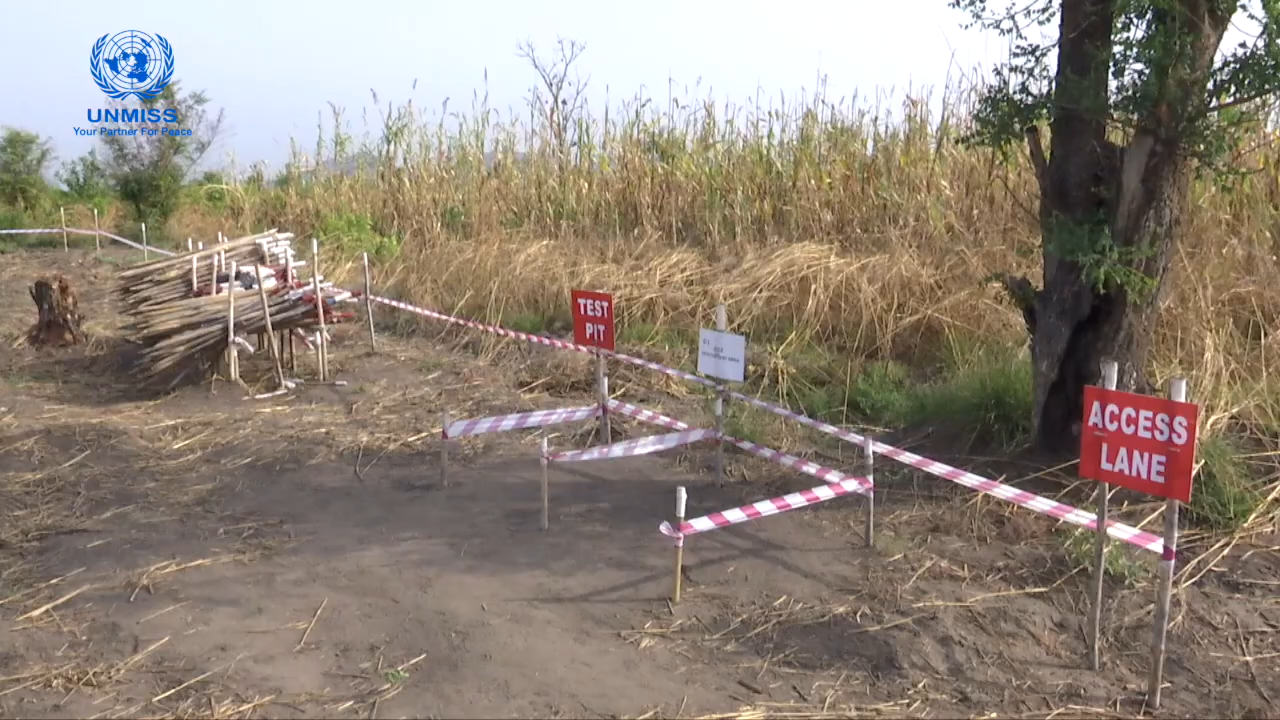 UNMISS
Your Partner For Peace
TEST
PIT
ACCESS
LANE